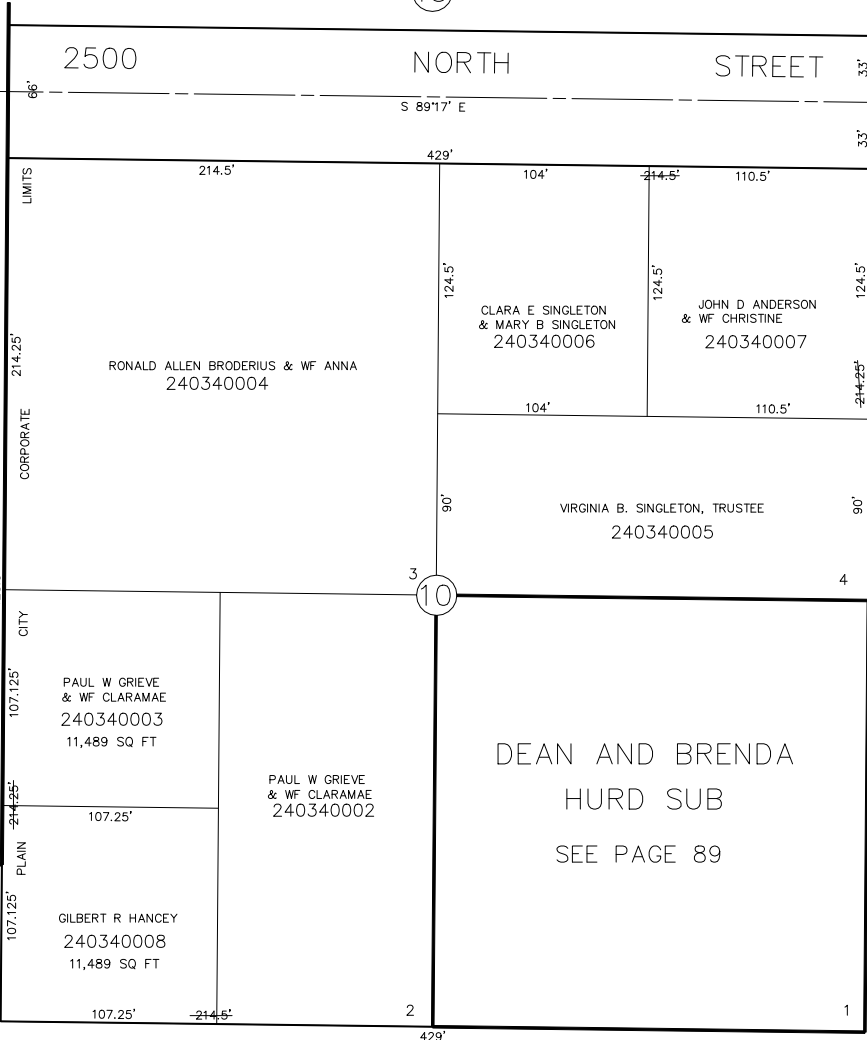 2500 NORTH STREET
66'
33'
S 89°17' E
33'
429'
214.5'
104'
214.5'
110.5'
LIMITS
124.5'
124.5'
124.5'
CLARA E SINGLETON
& MARY B SINGLETON
240340006
JOHN D ANDERSON
& WF CHRISTINE
240340007
214.25'
RONALD ALLEN BRODERIUS & WF ANNA
240340004
214.25'
104'
110.5'
CORPORATE
90'
VIRGINIA B. SINGLETON, TRUSTEE
240340005
90'
3
4
10
CITY
107.125'
PAUL W GRIEVE
& WF CLARAMAE
240340003
11,489 SQ FT
PAUL W GRIEVE
& WF CLARAMAE
240340002
DEAN AND BRENDA
HURD SUB
SEE PAGE 89
214.25'
107.25'
PLAIN
107.125'
GILBERT R HANCEY
240340008
11,489 SQ FT
107.25'
214.5'
2
1
429'